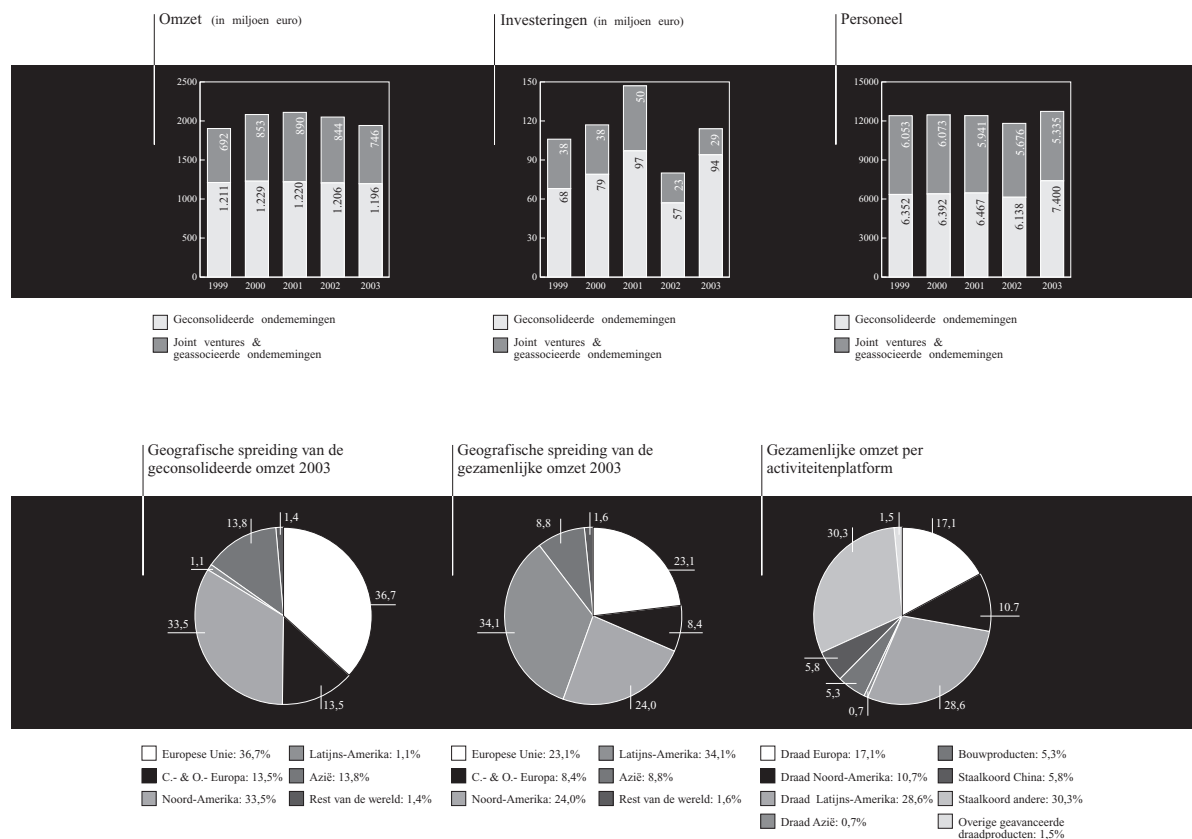 Omzet (in miljoen euro)
2500
2000
1500
1000
500
0
692
853
890
844
746
1.211
1.229
1.220
1.206
1.196
1999 2000 2001 2002 2003
Geconsolideerde ondememingen
Joint ventures &
geassocieerde ondememingen
Investeringen (in miljoen euro)
150
120
90
60
30
0
38
38
50
23
29
68
79
97
57
94
1999 2000 2001 2002 2003
Geconsolideerde ondememingen
Joint ventures &
geassocieerde ondememingen
Personeel
15000
12000
9000
6000
3000
0
6.053
6.073
5.941
5.676
5.335
6.352
6.392
6.467
6.138
7.400
1999 2000 2001 2002 2003
Geconsolideerde ondememingen
Joint ventures &
geassocieerde ondememingen
Geografische spreiding van de
geconsolideerde omzet 2003
13,8
1,4
1,1
36,7
33,5
13,5
Europese Unie: 36,7%
C.- & O.- Europa: 13,5%
Noord-Amerika: 33,5%
Latijns-Amerika: 1,1%
Azië: 13,8%
Rest van de wereld: 1,4%
Geografische spreiding van de
gezamenlijke omzet 2003
8,8
1,6
23,1
34,1
8,4
24,0
Europese Unie: 23,1%
C.- & O.- Europa: 8,4%
Noord-Amerika: 24,0%
Latijns-Amerika: 34,1%
Azië: 8,8%
Rest van de wereld: 1,6%
Gezamenlijke omzet per
activiteitenplatform
1,5
17,1
30,3
10.7
5,8
5,3
0,7
28,6
Draad Europa: 17,1%
Draad Noord-Amerika: 10,7%
Draad Latijns-Amerika: 28,6%
Draad Azië: 0,7%
Bouwproducten: 5,3%
Staalkoord China: 5,8%
Staalkoord andere: 30,3%
Overige geavanceerde
draadproducten: 1,5%